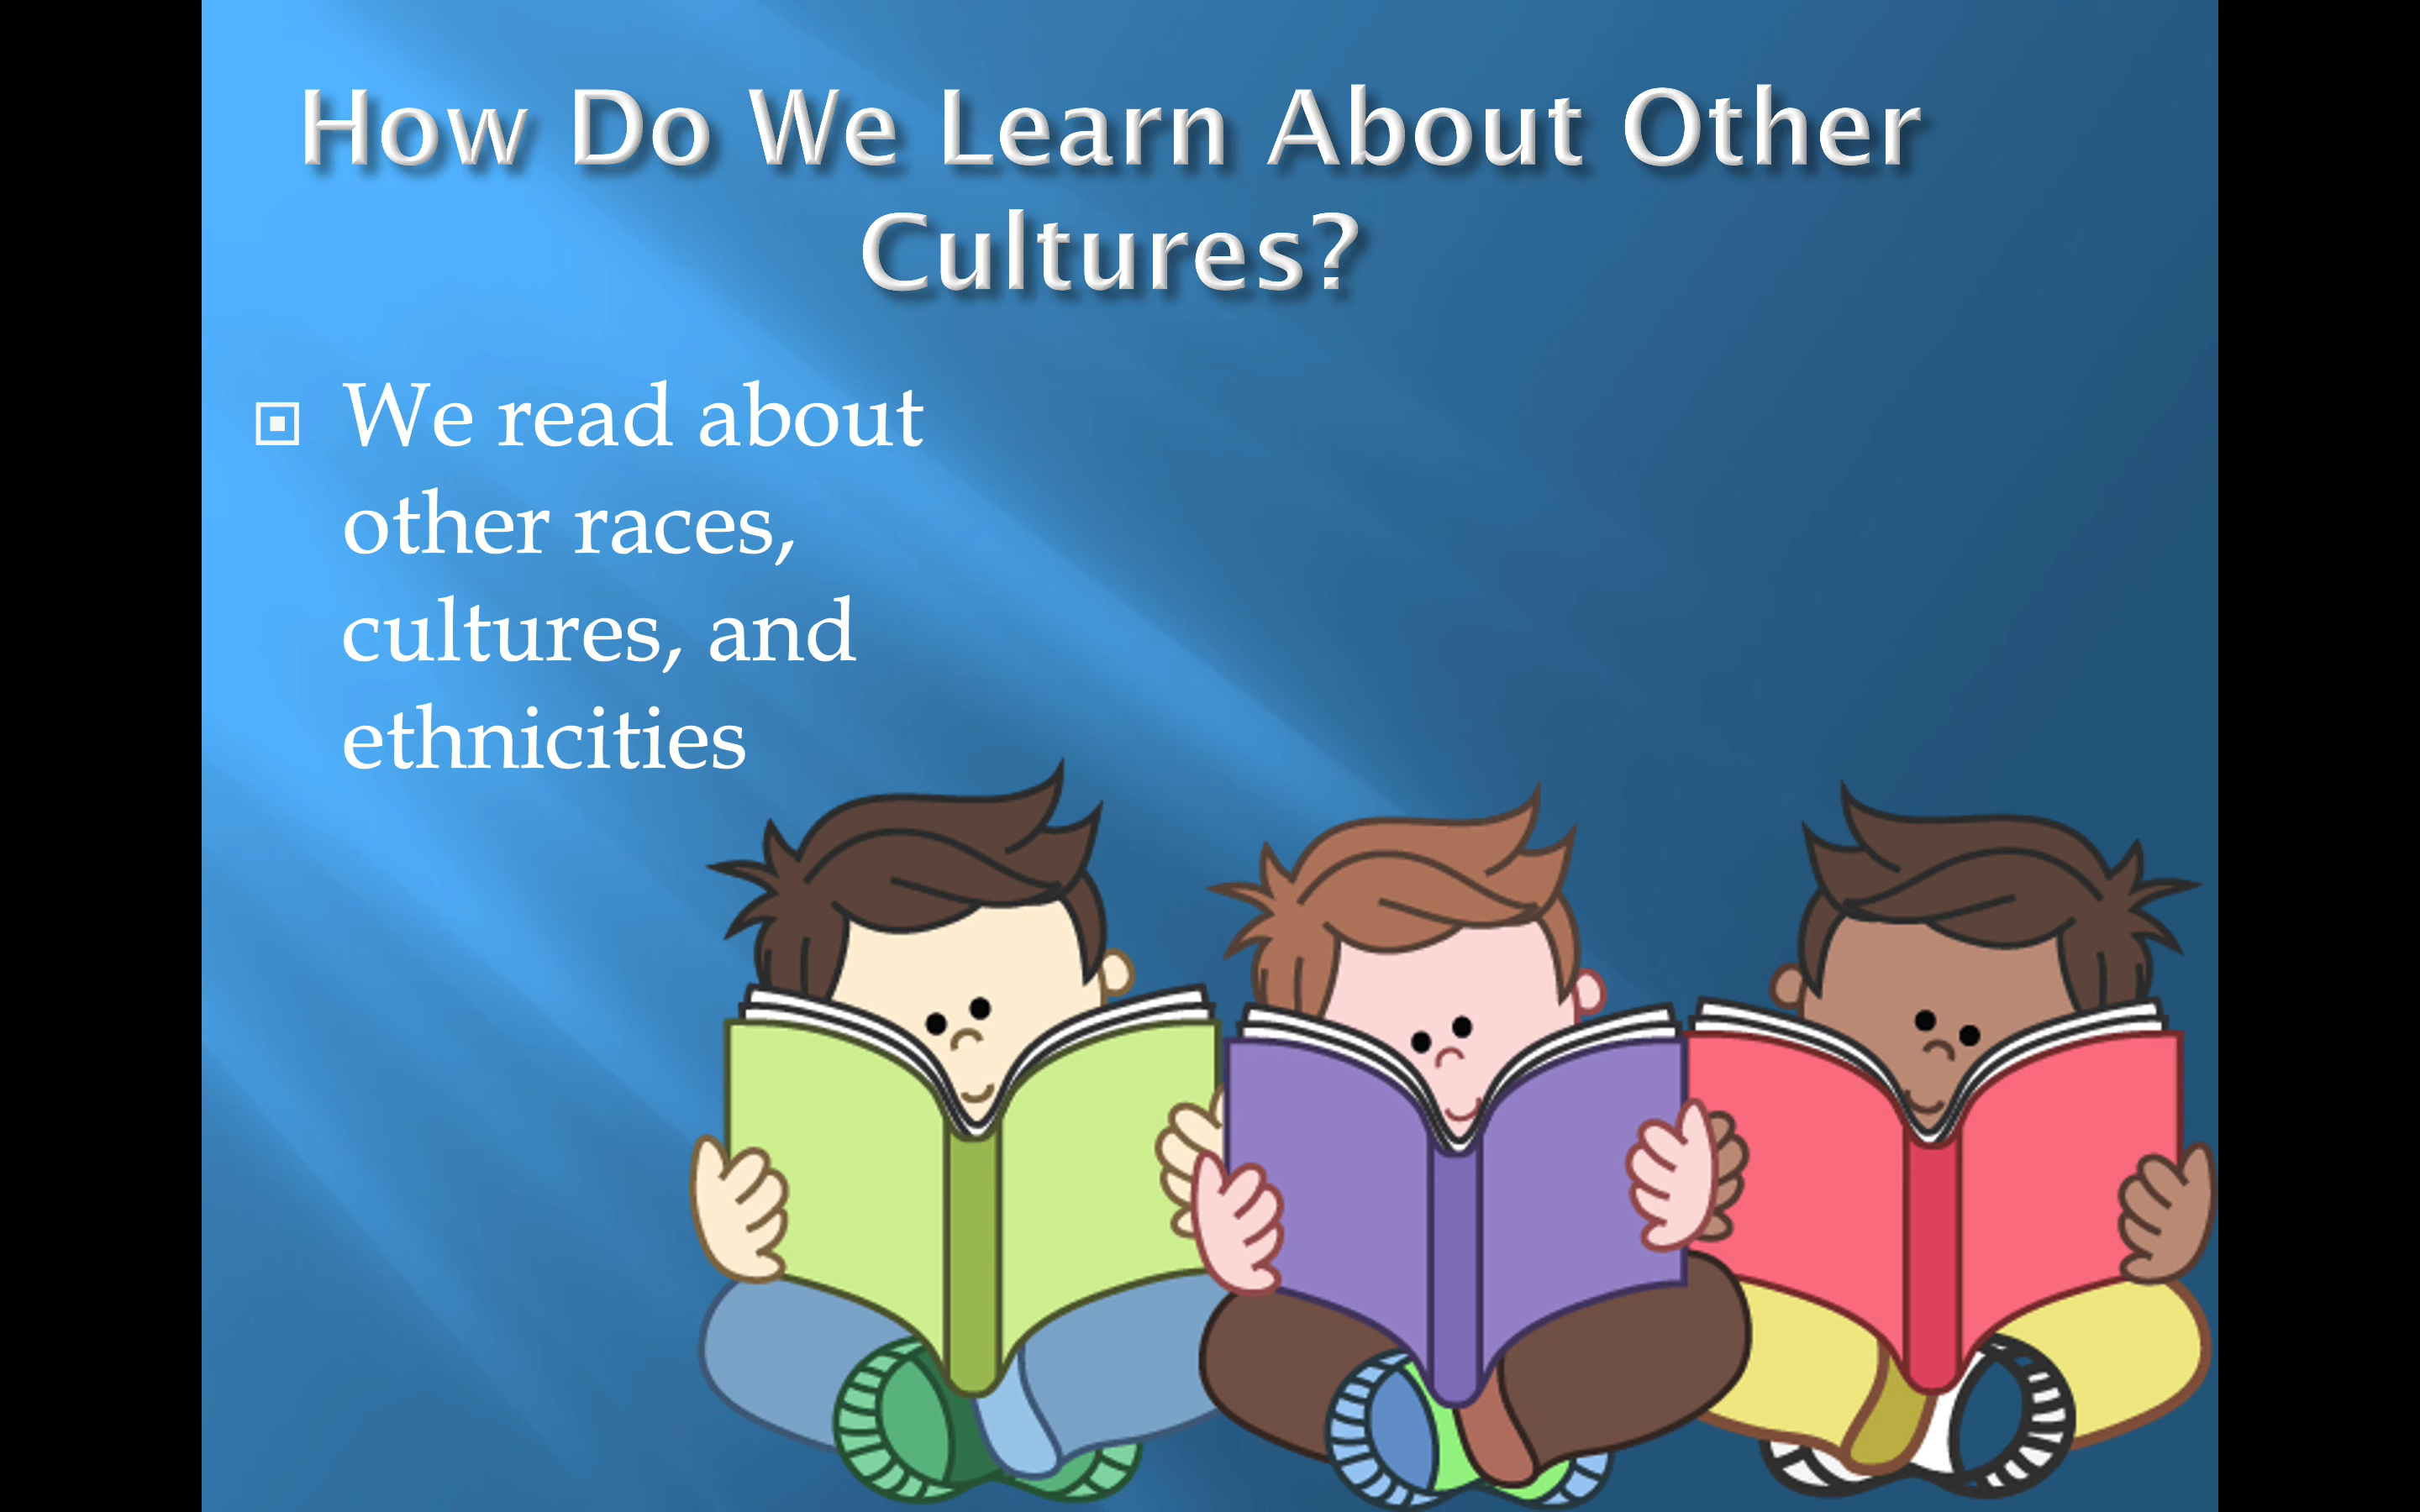 How Do We Learn About Other
Cultures?
We read about
other races,
cultures, and
ethnicities